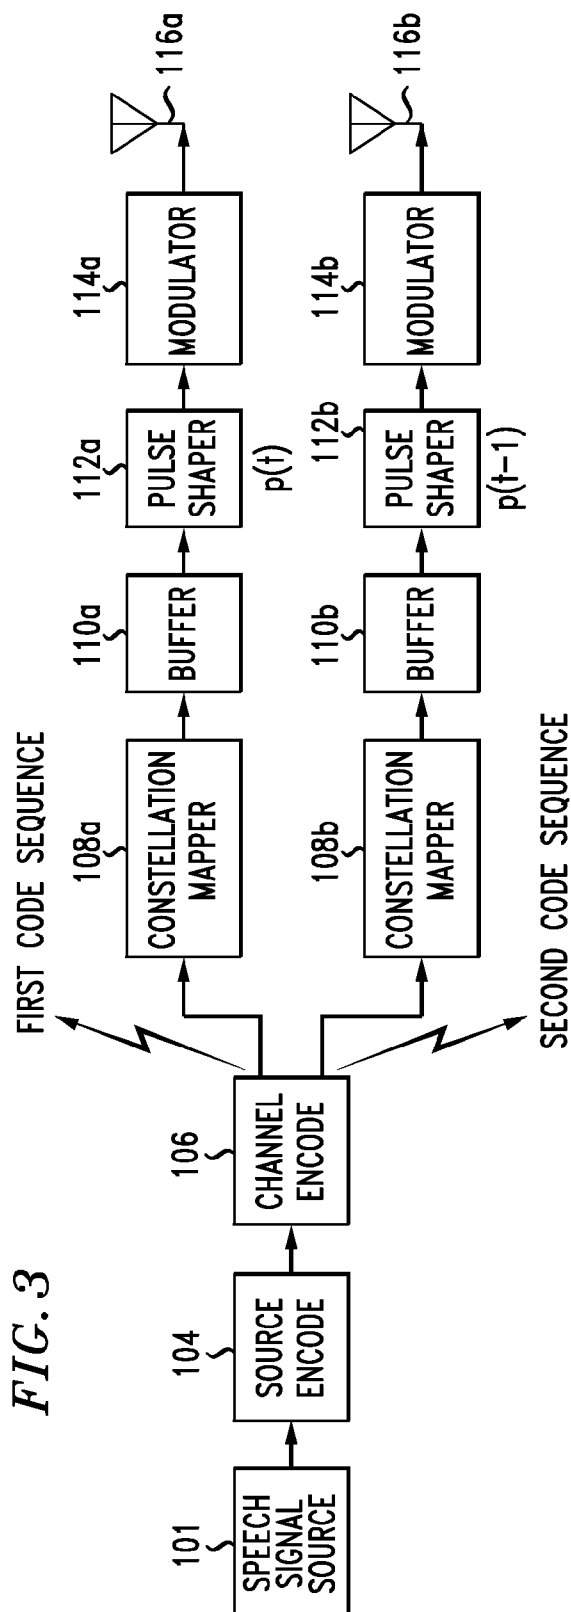 FIG. 3
101
SPEECH
SIGNAL
SOURCE
104
SOURCE
ENCODE
106
CHANNEL
ENCODE
FIRST CODE SEQUENCE
SECOND CODE SEQUENCE
108a
CONSTELLATION
MAPPER
110a
BUFFER
112a
PULSE
SHAPER
p(t)
114a
MODULATOR
116a
108b
CONSTELLATION
MAPPER
110b
BUFFER
112b
PULSE
SHAPER
p(t-1)
114b
MODULATOR
116b